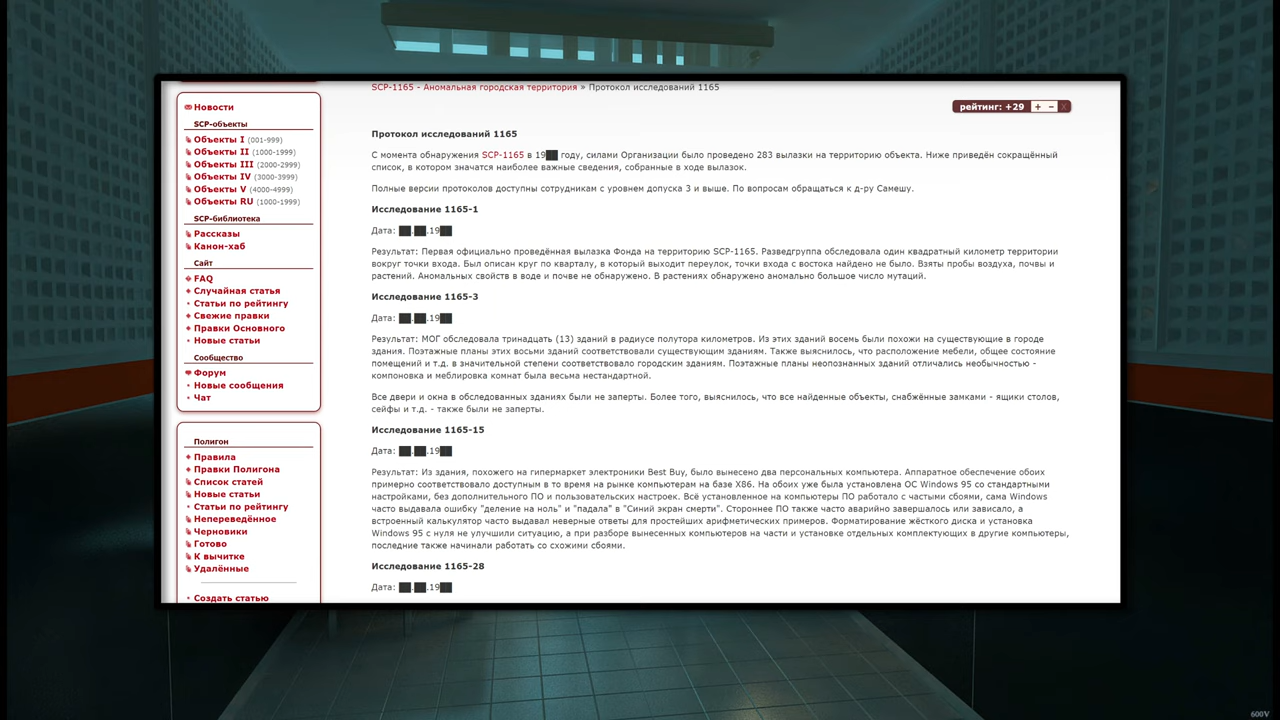 SCP-1165 - Аномальная городская территория » Протокол исследований 1165
рейтинг: +29 + − X
Новости
SCP-объекты
Объекты I (001-999)
Объекты II (1000-1999)
Объекты III (2000-2999)
Объекты IV (3000-3999)
Объекты V (4000-4999)
Объекты RU (1000-1999)
SCP-библиотека
Рассказы
Канон-хаб
Сайт
FAQ
Случайная статья
Статьи по рейтингу
Свежие правки
Правки Основного
Новые статьи
Сообщество
Форум
Новые сообщения
Чат
Полигон
Правила
Правки Полигона
Список статей
Новые статьи
Статьи по рейтингу
Непереведённое
Черновики
Готово
К вычитке
Удалённые
Создать статью
Протокол исследований 1165
С момента обнаружения SCP-1165 в 19██ году, силами Организации было проведено 283 вылазки на территорию объекта. Ниже приведён сокращённый
список, в котором значатся наиболее важные сведения, собранные в ходе вылазок.
Полные версии протоколов доступны сотрудникам с уровнем допуска 3 и выше. По вопросам обращаться к д-ру Самешу.
Исследование 1165-1
Дата: ██.██.19██
Результат: Первая официально проведённая вылазка Фонда на территорию SCP-1165. Разведгруппа обследовала один квадратный километр территории
вокруг точки входа. Был описан круг по кварталу, в который выходит переулок, точки входа с востока найдено не было. Взяты пробы воздуха, почвы и
растений. Аномальных свойств в воде и почве не обнаружено. В растениях обнаружено аномально большое число мутаций.
Исследование 1165-3
Дата: ██.██.19██
Результат: МОГ обследовала тринадцать (13) зданий в радиусе полутора километров. Из этих зданий восемь были похожи на существующие в городе
здания. Поэтажные планы этих восьми зданий соответствовали существующим зданиям. Также выяснилось, что расположение мебели, общее состояние
помещений и т.д. в значительной степени соответствовало городским зданиям. Поэтажные планы неопознанных зданий отличались необычностью -
компоновка и меблировка комнат была весьма нестандартной.
Все двери и окна в обследованных зданиях были не заперты. Более того, выяснилось, что все найденные объекты, снабжённые замками - ящики столов,
сейфы и т.д. - также были не заперты.
Исследование 1165-15
Дата: ██.██.19██
Результат: Из здания, похожего на гипермаркет электроники Best Buy, было вынесено два персональных компьютера. Аппаратное обеспечение обоих
примерно соответствовало доступным в то время на рынке компьютерам на базе X86. На обоих уже была установлена ОС Windows 95 со стандартными
настройками, без дополнительного ПО и пользовательских настроек. Всё установленное на компьютеры ПО работало с частыми сбоями, сама Windows
часто выдавала ошибку "деление на ноль" и "падала" в "Синий экран смерти". Стороннее ПО также часто аварийно завершалось или зависало, а
встроенный калькулятор часто выдавал неверные ответы для простейших арифметических примеров. Форматирование жёсткого диска и установка
Windows 95 с нуля не улучшили ситуацию, а при разборе вынесенных компьютеров на части и установке отдельных комплектующих в другие компьютеры,
последние также начинали работать со схожими сбоями.
Исследование 1165-28
Дата: ██.██.19██
600V